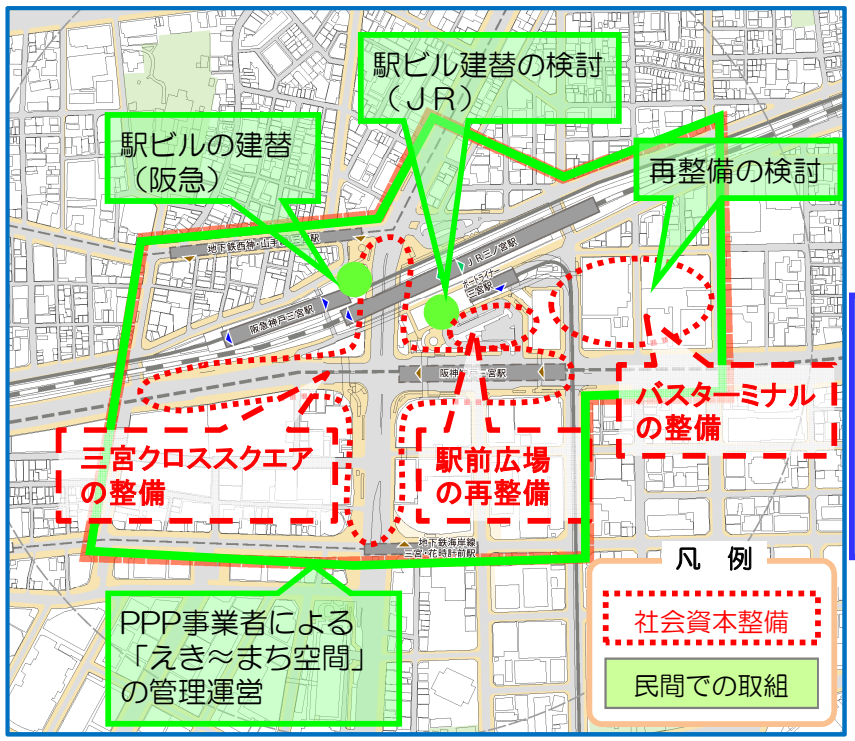 駅ビル建替の検討
（ＪＲ）
駅ビルの建替
（阪急）
再整備の検討
地下鉄西神・山手線三宮駅
ＪＲ三ノ宮駅
ポートライナー
三宮駅
阪急神戸三宮駅
阪神神戸三宮駅
バスターミナル
の整備
三宮クロススクエア
の整備
駅前広場
の再整備
地下鉄海岸線
三宮・花時計前駅
凡　例
社会資本整備
民間での取組
PPP事業者による
「えき～まち空間」
の管理運営